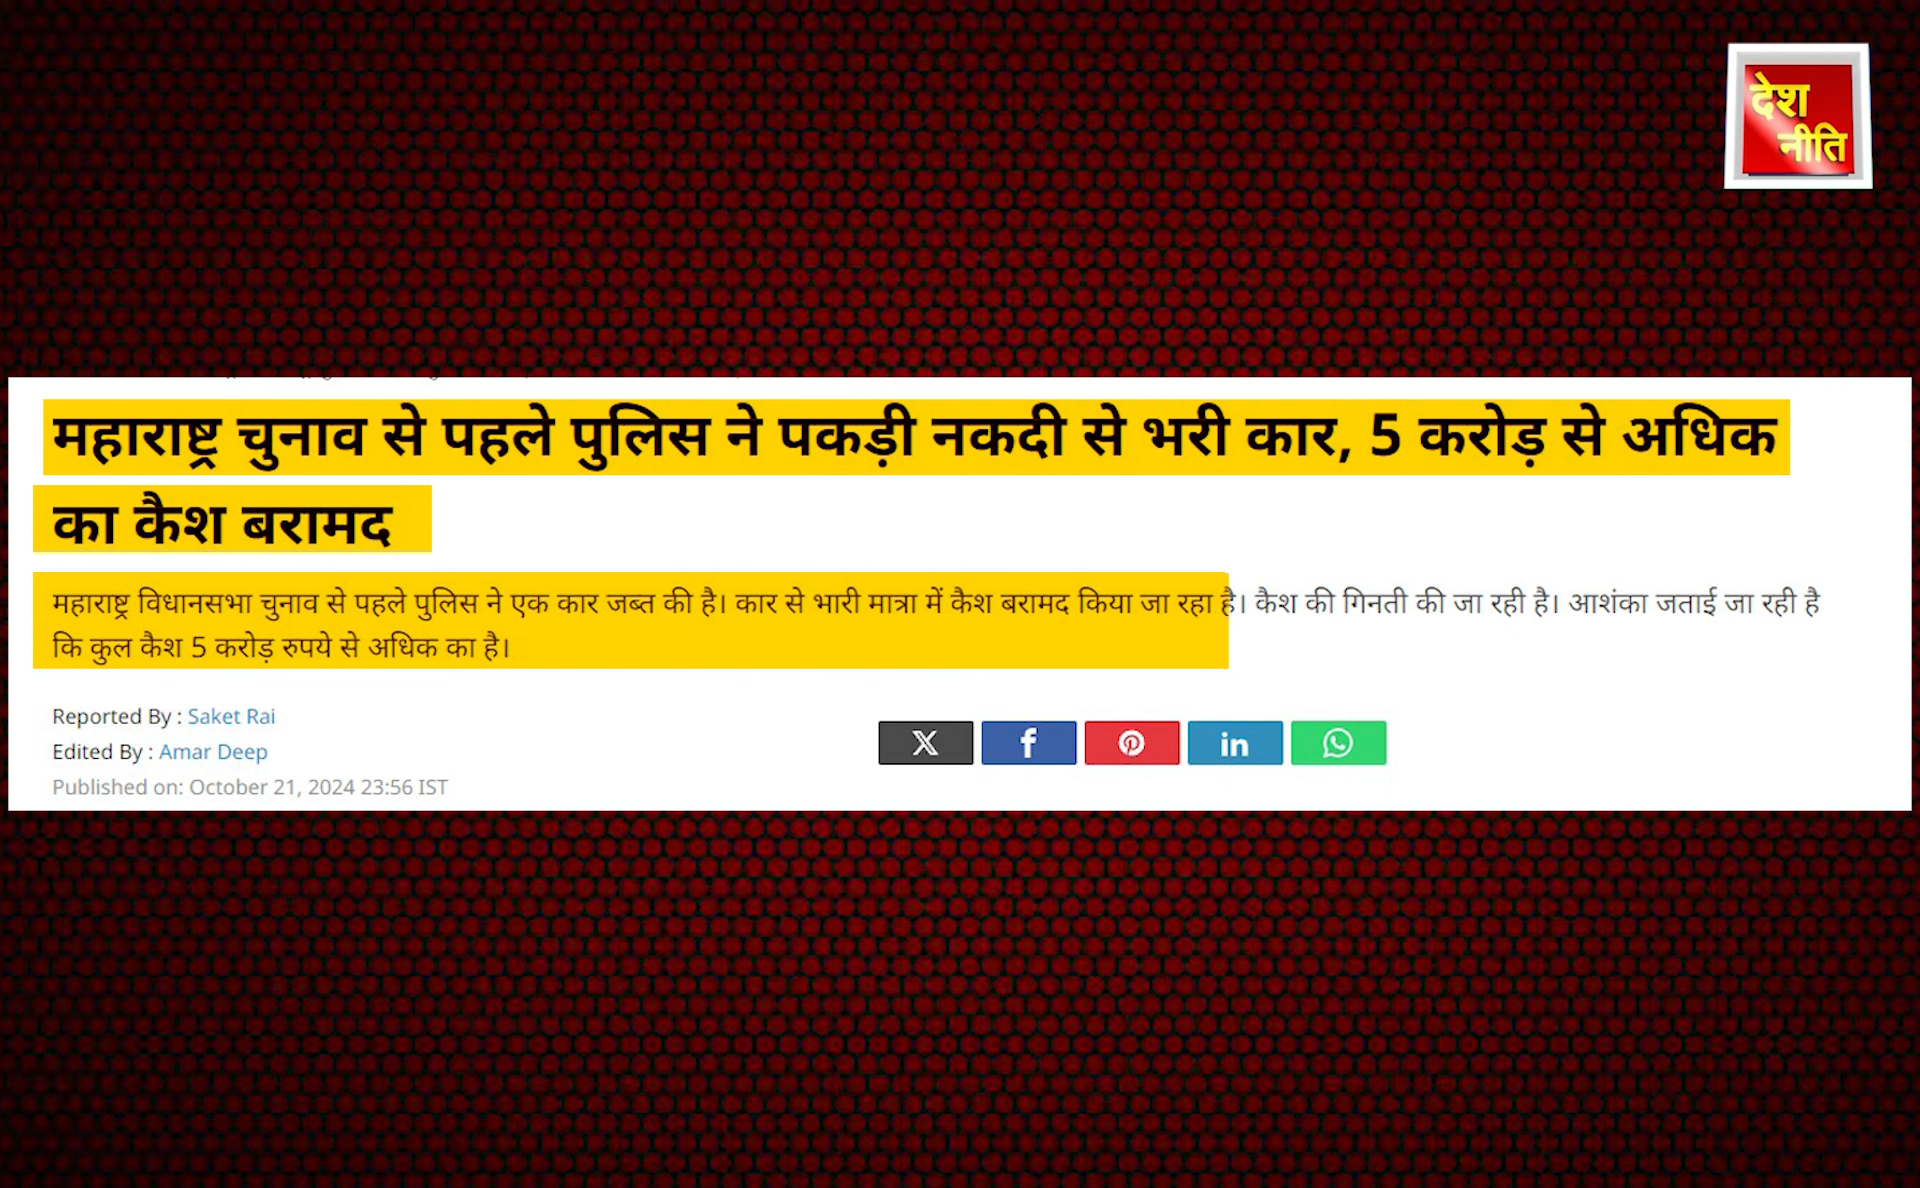 देश
नीति
महाराष्ट्र चुनाव से पहले पुलिस ने पकड़ी नकदी से भरी कार, 5 करोड़ से अधिक
का कैश बरामद
महाराष्ट्र विधानसभा चुनाव से पहले पुलिस ने एक कार जब्त की है। कार से भारी मात्रा में कैश बरामद किया जा रहा है। कैश की गिनती की जा रही है। आशंका जताई जा रही है
कि कुल कैश 5 करोड़ रुपये से अधिक का है।
Reported By : Saket Rai
Edited By : Amar Deep
Published on: October 21, 2024 23:56 IST